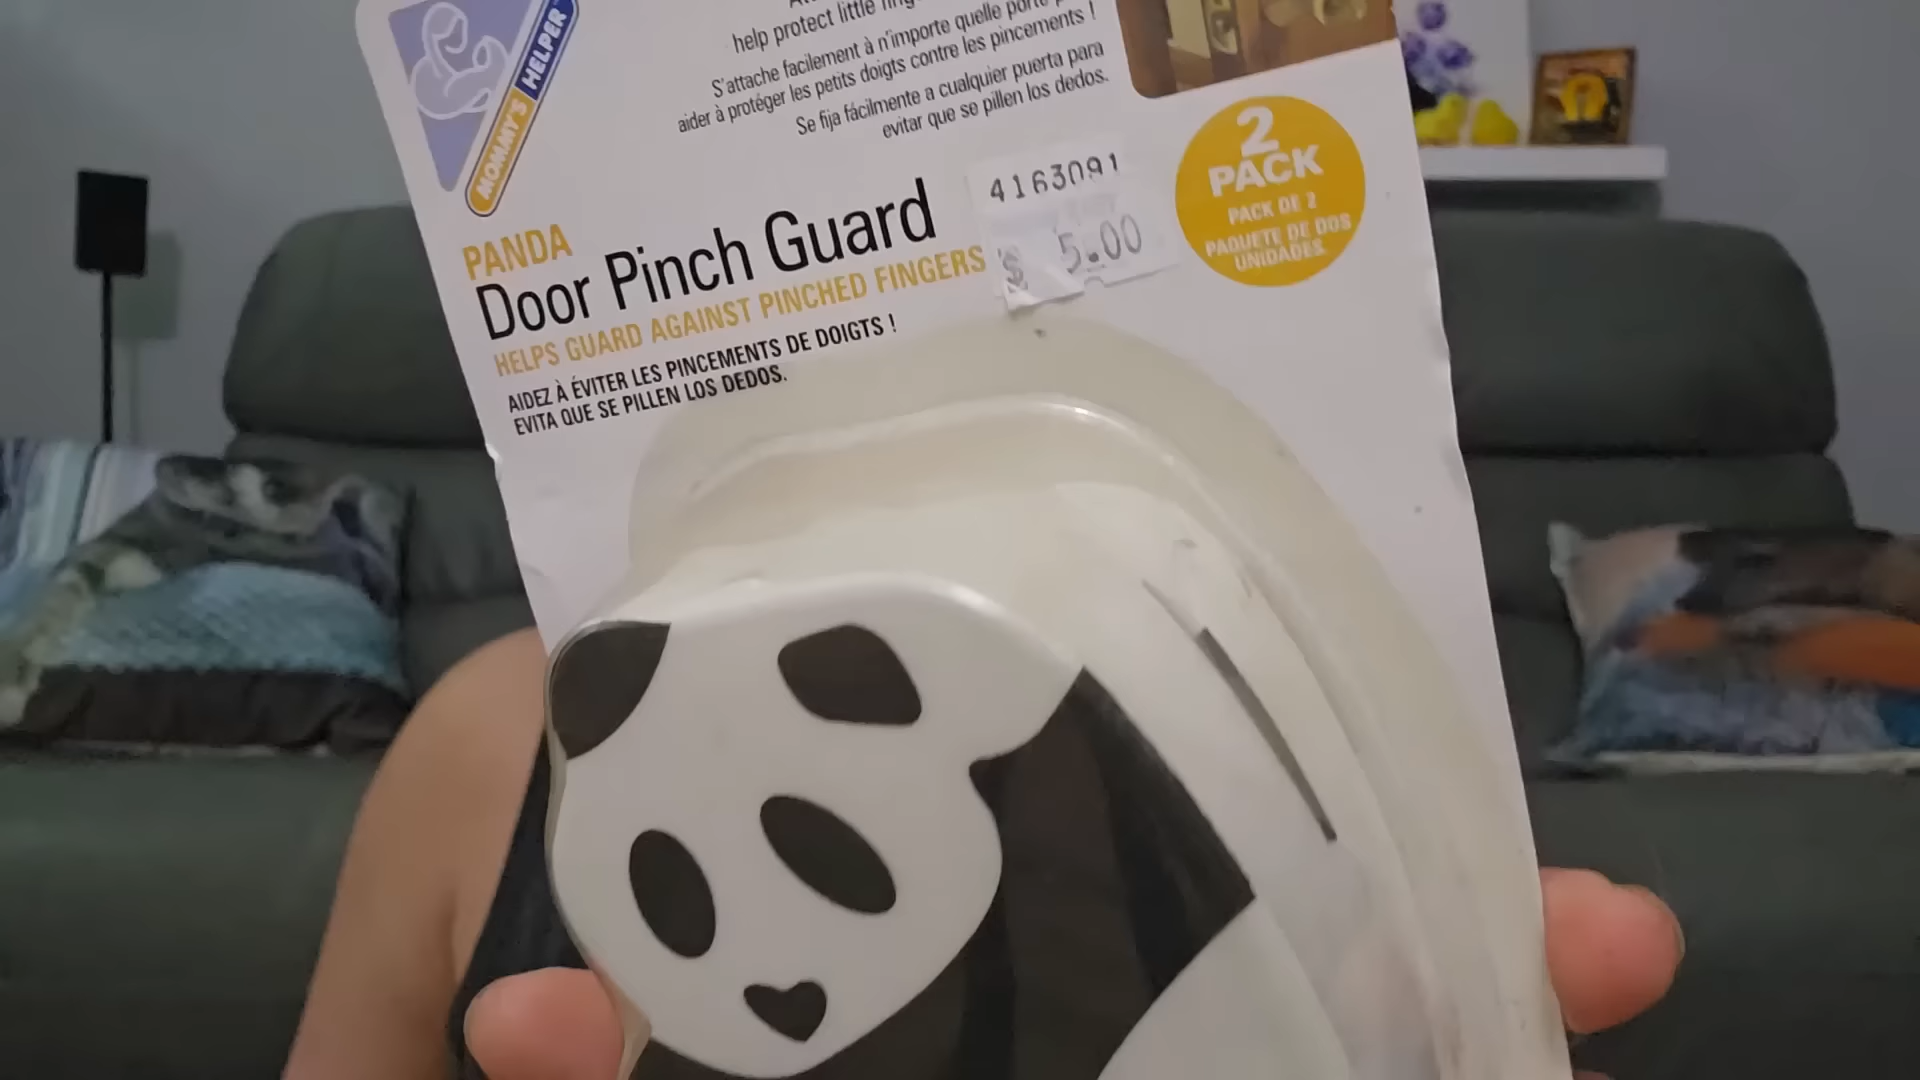 MOMMY'S HELPER
help protect little
S'attache facilement à n'importe quelle porte
aider à protéger les petits doigts contre les pincements !
Se fija fácilmente a cualquier puerta para
evitar que se pillen los dedos.
2
PACK
PACK DE 2
PAQUETE DE DOS
UNIDADES
4163091
$ 5.00
PANDA
Door Pinch Guard
HELPS GUARD AGAINST PINCHED FINGERS
AIDEZ À ÉVITER LES PINCEMENTS DE DOIGTS !
EVITA QUE SE PILLEN LOS DEDOS.